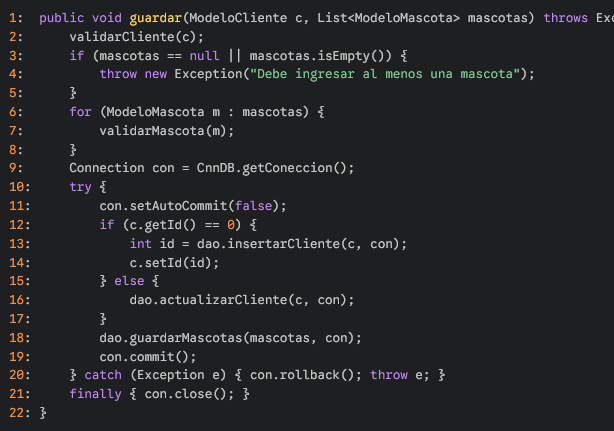 1: public void guardar(ModeloCliente c, List<ModeloMascota> mascotas) throws Exc
2:     validarCliente(c);
3:     if (mascotas == null || mascotas.isEmpty()) {
4:         throw new Exception("Debe ingresar al menos una mascota");
5:     }
6:     for (ModeloMascota m : mascotas) {
7:         validarMascota(m);
8:     }
9:     Connection con = CnnDB.getConeccion();
10:     try {
11:         con.setAutoCommit(false);
12:         if (c.getId() == 0) {
13:             int id = dao.insertarCliente(c, con);
14:             c.setId(id);
15:         } else {
16:             dao.actualizarCliente(c, con);
17:         }
18:         dao.guardarMascotas(mascotas, con);
19:         con.commit();
20:     } catch (Exception e) { con.rollback(); throw e; }
21:     finally { con.close(); }
22: }